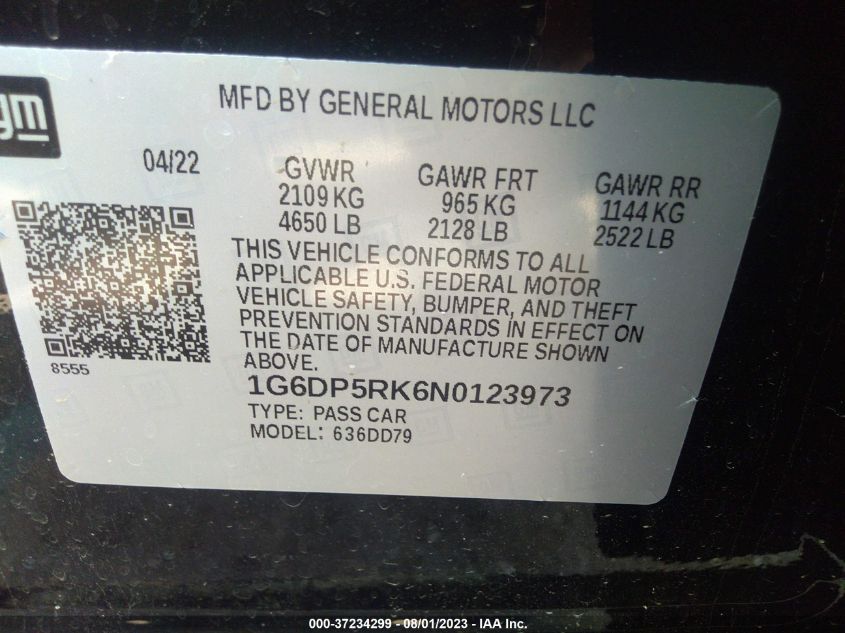 gm
MFD BY GENERAL MOTORS LLC
04/22
GVWR
2109 KG
4650 LB
GAWR FRT
965 KG
2128 LB
GAWR RR
1144 KG
2522 LB
THIS VEHICLE CONFORMS TO ALL
APPLICABLE U.S. FEDERAL MOTOR
VEHICLE SAFETY, BUMPER, AND THEFT
PREVENTION STANDARDS IN EFFECT ON
THE DATE OF MANUFACTURE SHOWN
ABOVE.
8555
1G6DP5RK6N0123973
TYPE: PASS CAR
MODEL: 636DD79
000-37234299 - 08/01/2023 - IAA Inc.